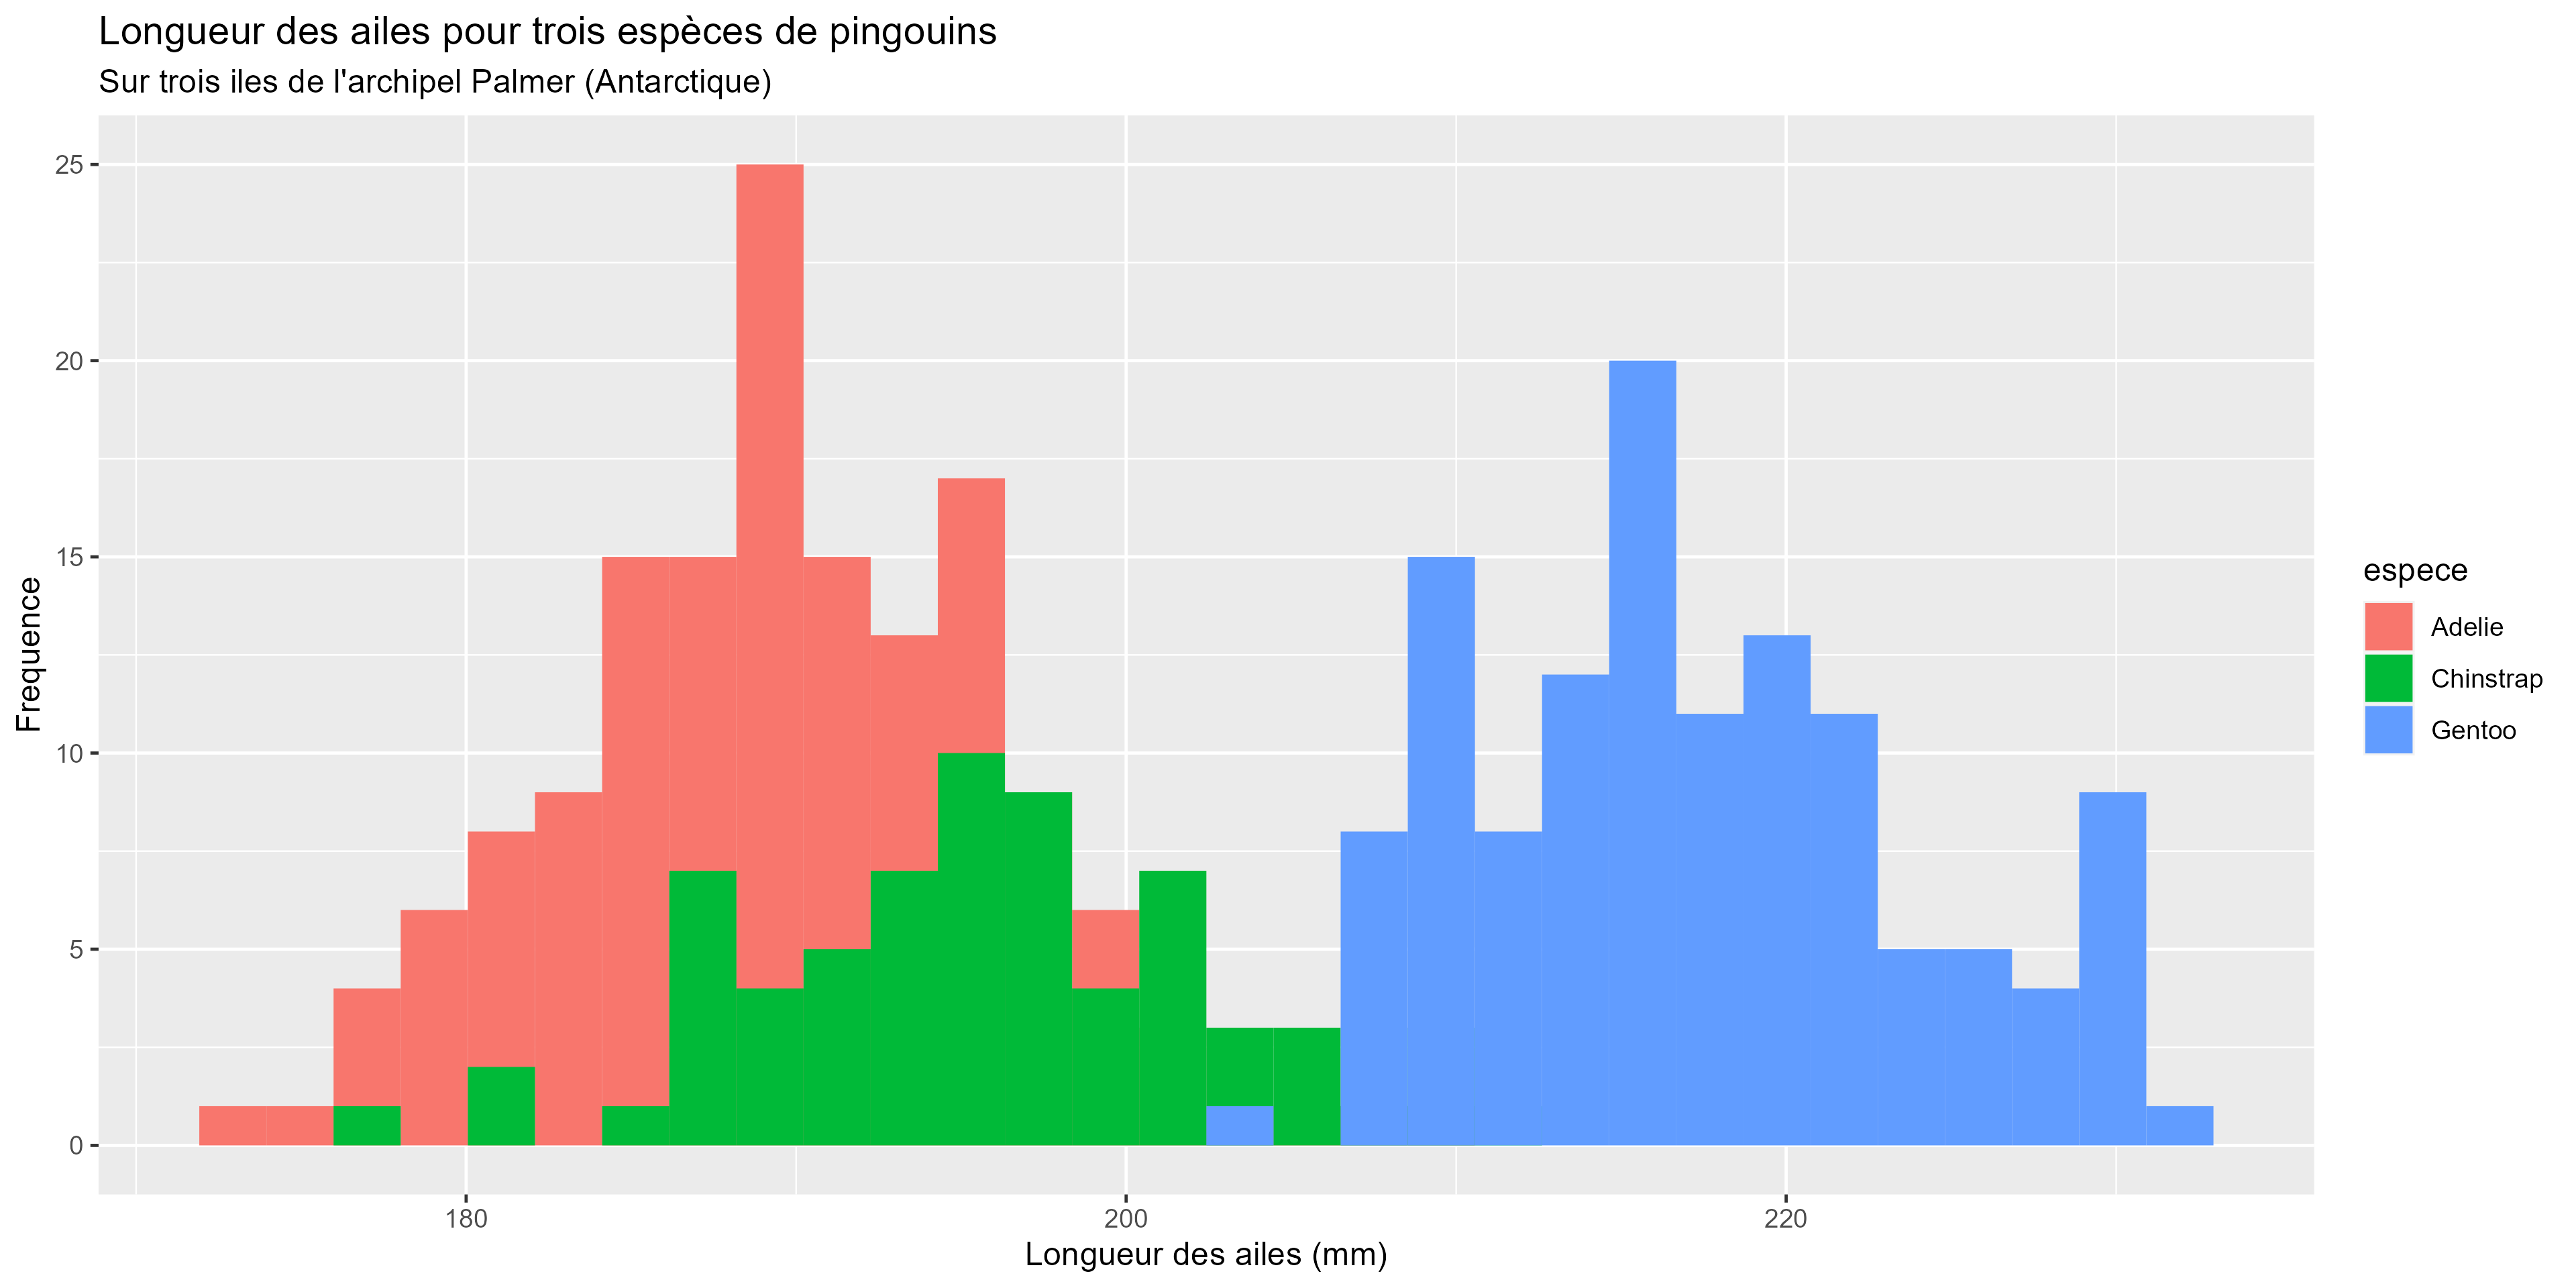 Longueur des ailes pour trois espèces de pingouins
Sur trois iles de l'archipel Palmer (Antarctique)
25
20
15
10
5
0
Frequence
180
200
220
Longueur des ailes (mm)
espece
Adelie
Chinstrap
Gentoo